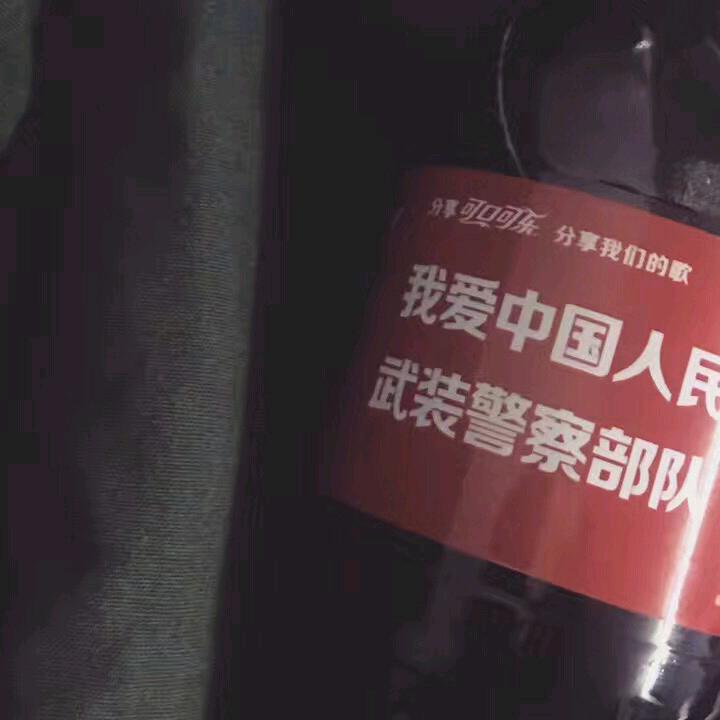 分享可口可乐 分享我们的歌
我爱中国人民
武装警察部队